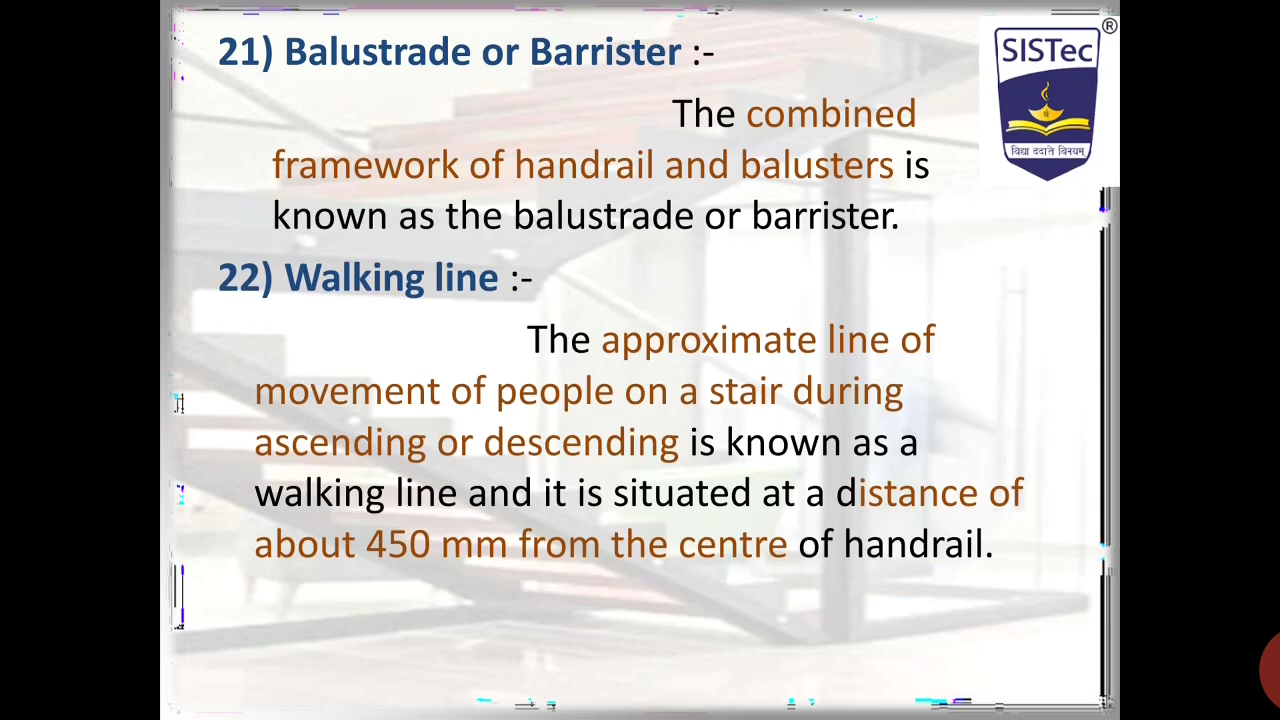 21) Balustrade or Barrister :-
The combined
framework of handrail and balusters is
known as the balustrade or barrister.
22) Walking line :-
The approximate line of
movement of people on a stair during
ascending or descending is known as a
walking line and it is situated at a distance of
about 450 mm from the centre of handrail.
®
SISTec
श्री
विद्या ददाति विनयम्